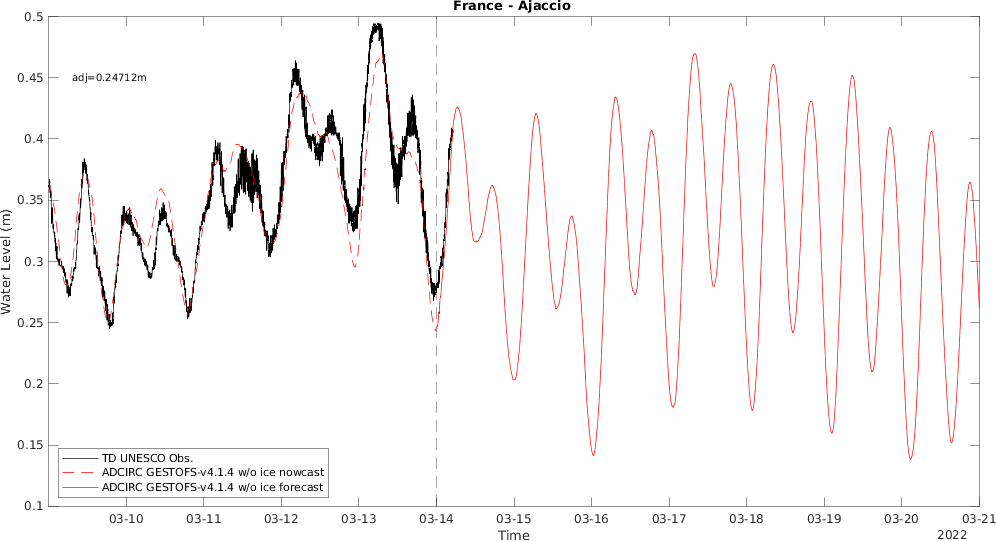 France - Ajaccio
adj=0.24712m
Water Level (m)
0.5
0.45
0.4
0.35
0.3
0.25
0.2
0.15
0.1
TD UNESCO Obs.
ADCIRC GESTOFS-v4.1.4 w/o ice nowcast
ADCIRC GESTOFS-v4.1.4 w/o ice forecast
03-10 03-11 03-12 03-13 03-14 03-15 03-16 03-17 03-18 03-19 03-20 03-21
Time
2022